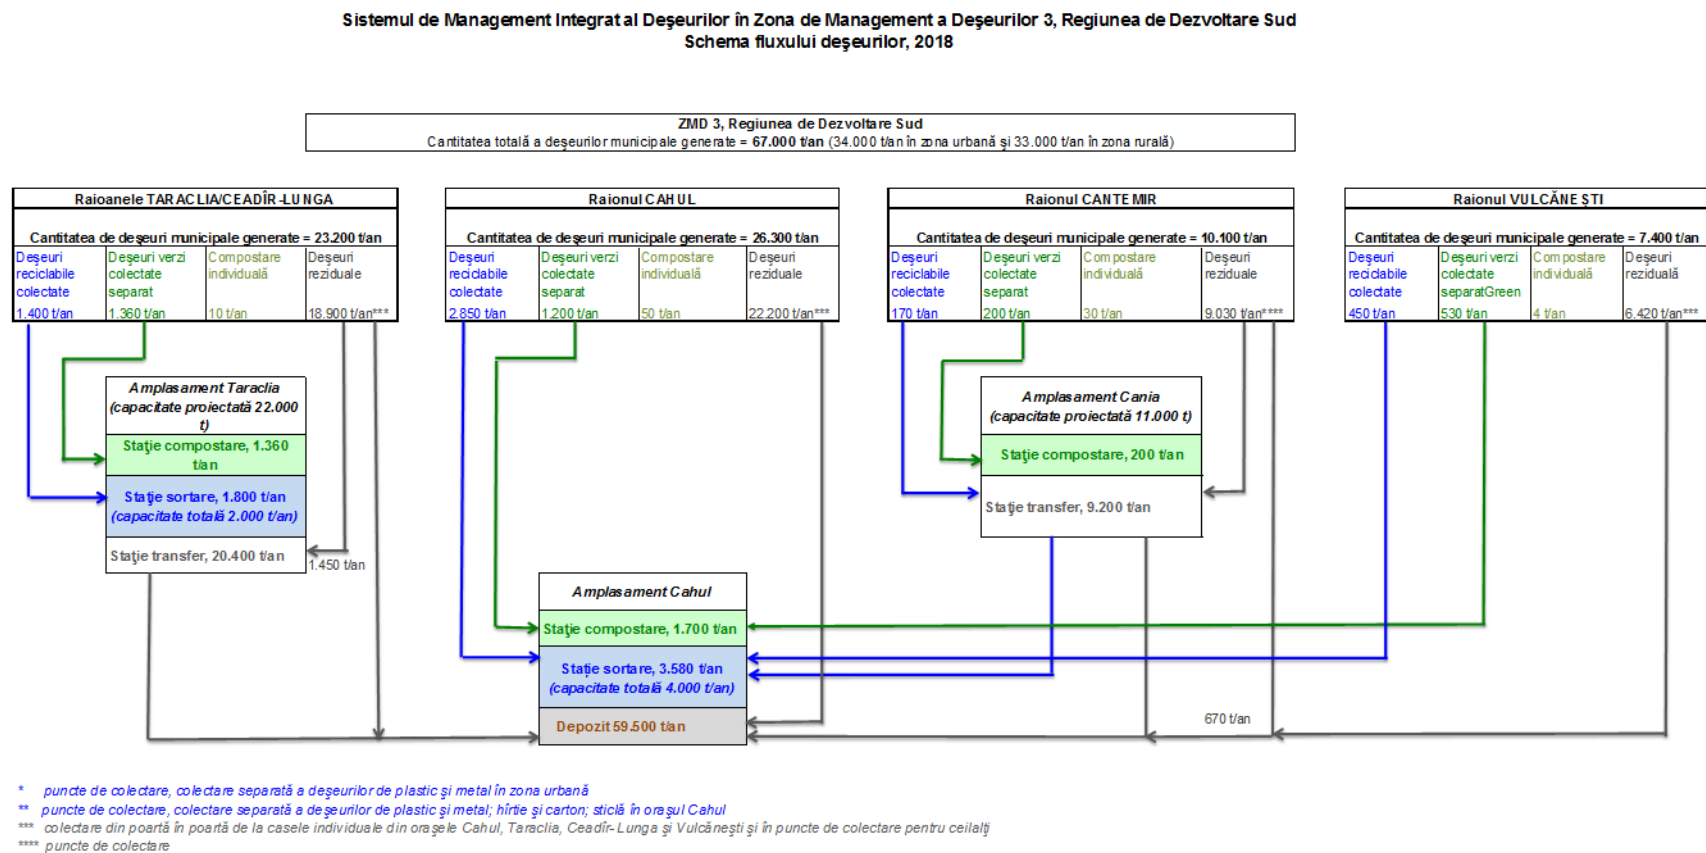 Sistemul de Management Integrat al Deşeurilor în Zona de Management a Deşeurilor 3, Regiunea de Dezvoltare Sud
Schema fluxului deşeurilor, 2018
ZMD 3, Regiunea de Dezvoltare Sud
Cantitatea totală a deşeurilor municipale generate = 67.000 t/an (34.000 t/an în zona urbană şi 33.000 t/an în zona rurală)
Raioanele TARACLIA/CEADÎR-LUNGA
Cantitatea de deşeuri municipale generate = 23.200 t/an
Deşeuri reciclabile colectate
1.400 t/an
Deşeuri verzi colectate separat
1.360 t/an
Compostare individuală
10 t/an
Deşeuri reziduale
18.900 t/an***
Raionul CAHUL
Cantitatea de deşeuri municipale generate = 26.300 t/an
Deşeuri reciclabile colectate
2.850 t/an
Deşeuri verzi colectate separat
1.200 t/an
Compostare individuală
50 t/an
Deşeuri reziduale
22.200 t/an***
Raionul CANTEMIR
Cantitatea de deşeuri municipale generate = 10.100 t/an
Deşeuri reciclabile colectate
170 t/an
Deşeuri verzi colectate separat
200 t/an
Compostare individuală
30 t/an
Deşeuri reziduale
9.030 t/an****
Raionul VULCĂNEŞTI
Cantitatea de deşeuri municipale generate = 7.400 t/an
Deşeuri reciclabile colectate
450 t/an
Deşeuri verzi colectate separatGreen
530 t/an
Compostare individuală
4 t/an
Deşeuri reziduală
6.420 t/an***
Amplasament Taraclia
(capacitate proiectată 22.000
t)
Staţie compostare, 1.360
t/an
Staţie sortare, 1.800 t/an
(capacitate totală 2.000 t/an)
Staţie transfer, 20.400 t/an
1.450 t/an
Amplasament Cania
(capacitate proiectată 11.000 t)
Staţie compostare, 200 t/an
Staţie transfer, 9.200 t/an
Amplasament Cahul
Staţie compostare, 1.700 t/an
Staţie sortare, 3.580 t/an
(capacitate totală 4.000 t/an)
Depozit 59.500 t/an
670 t/an
* puncte de colectare, colectare separată a deşeurilor de plastic şi metal în zona urbană
** puncte de colectare, colectare separată a deşeurilor de plastic şi metal; hîrtie şi carton; sticlă în oraşul Cahul
*** colectare din poartă în poartă de la casele individuale din oraşele Cahul, Taraclia, Ceadîr-Lunga şi Vulcăneşti şi în puncte de colectare pentru ceilalţi
**** puncte de colectare